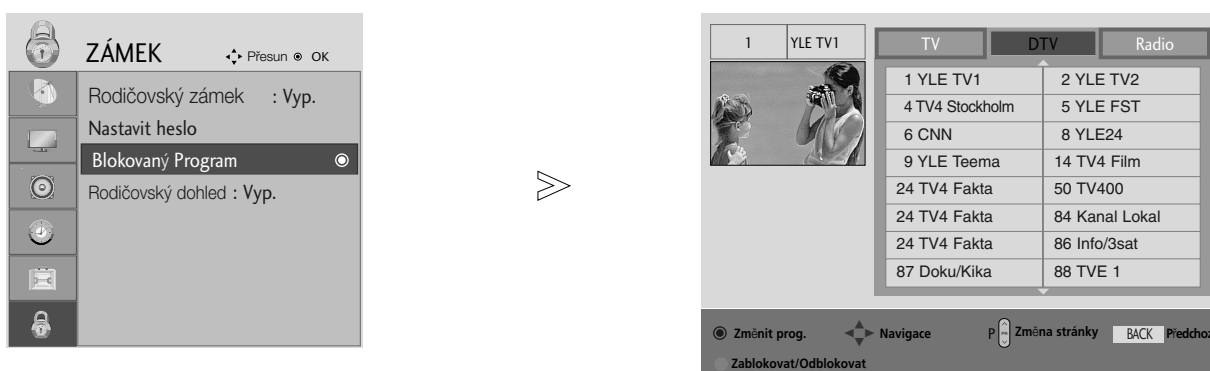 ZÁMEK
Přesun OK
Rodičovský zámek : Vyp.
Nastavit heslo
Blokovaný Program
Rodičovský dohled : Vyp.
1 YLE TV1
TV DTV Radio
1 YLE TV1 2 YLE TV2
4 TV4 Stockholm 5 YLE FST
6 CNN 8 YLE24
9 YLE Teema 14 TV4 Film
24 TV4 Fakta 50 TV400
24 TV4 Fakta 84 Kanal Lokal
24 TV4 Fakta 86 Info/3sat
87 Doku/Kika 88 TVE 1
Změnit prog. Navigace P Změna stránky BACK Předchoz
Zablokovat/Odblokovat